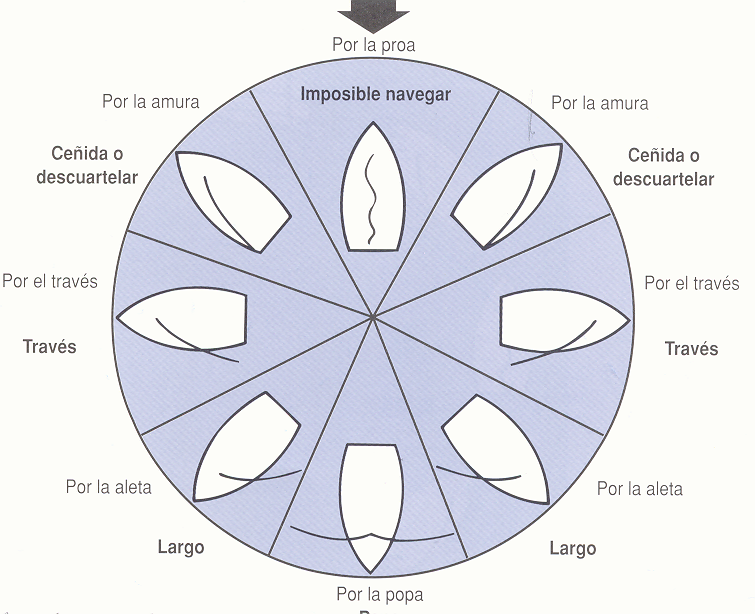 Por la proa
Imposible navegar
Por la amura
Por la amura
Ceñida o
descuartelar
Ceñida o
descuartelar
Por el través
Por el través
Través
Través
Por la aleta
Por la aleta
Largo
Largo
Por la popa